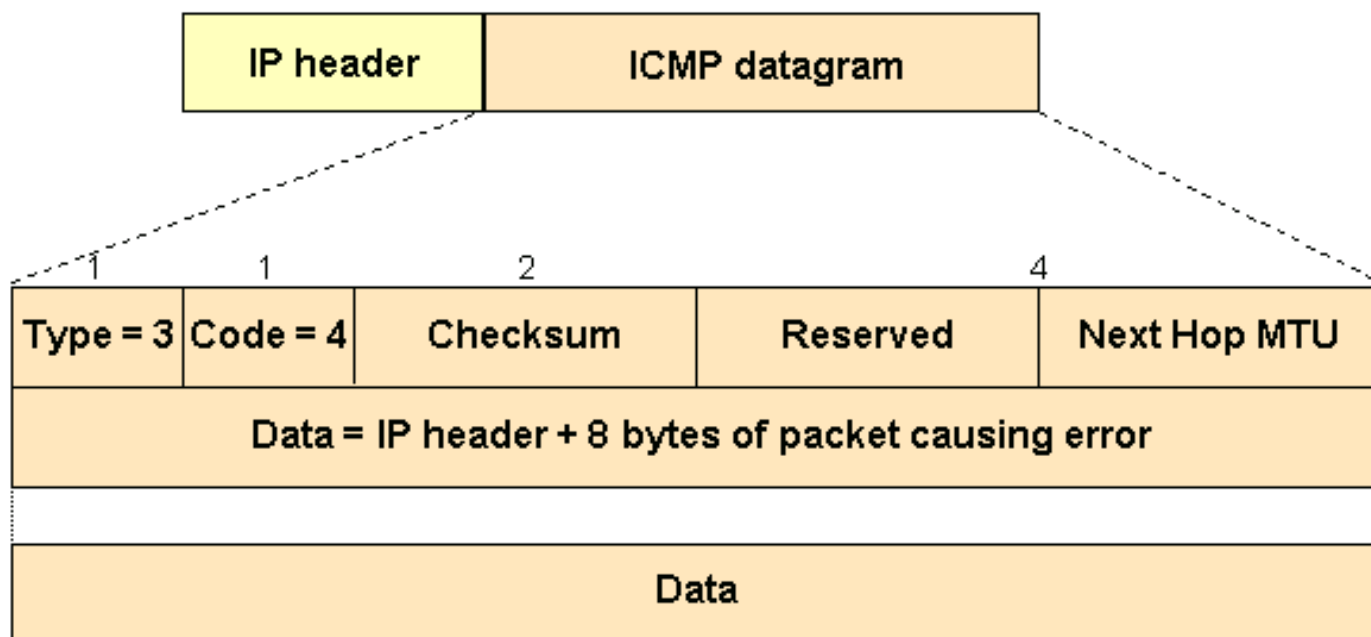 IP header ICMP datagram
1 1 2 4
Type = 3 Code = 4 Checksum Reserved Next Hop MTU
Data = IP header + 8 bytes of packet causing error
Data